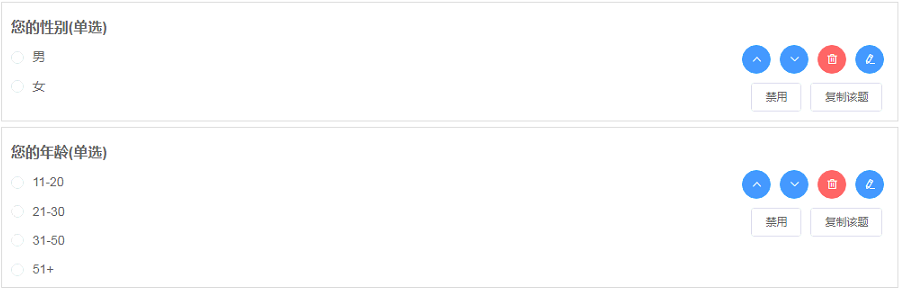 您的性别(单选)
男
女
禁用 复制该题
您的年龄(单选)
11-20
21-30
31-50
51+
禁用 复制该题